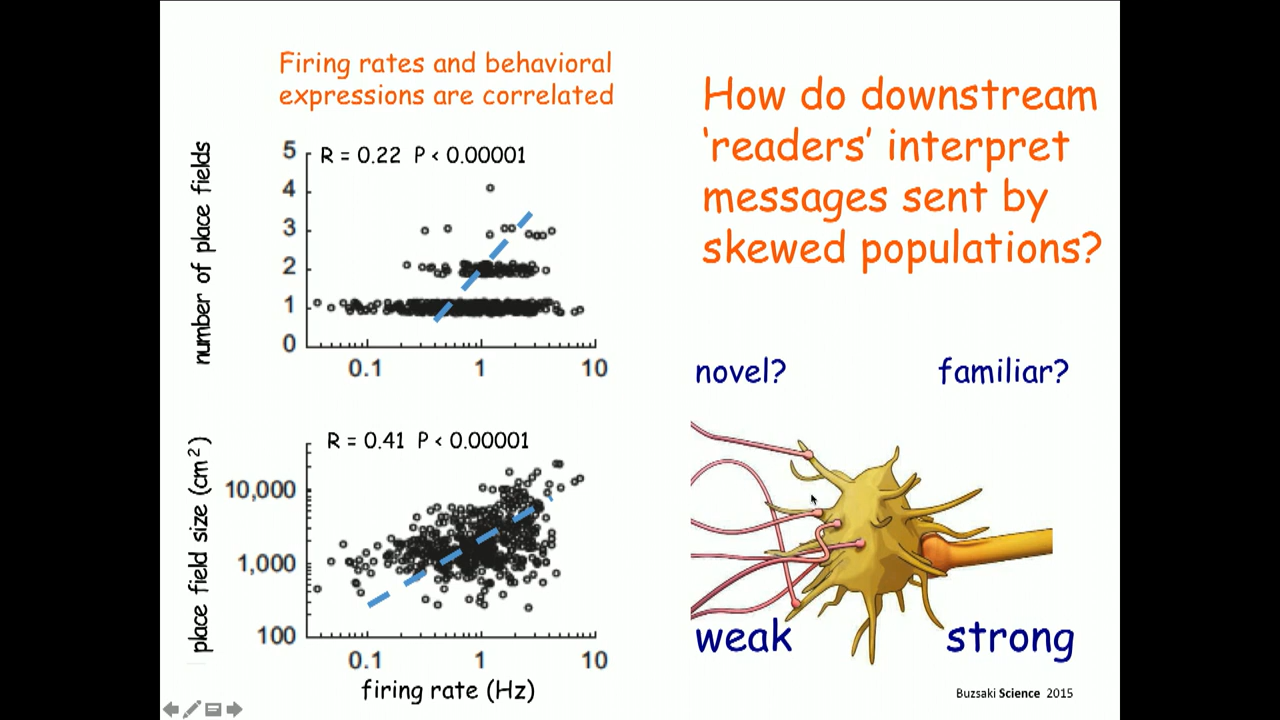 Firing rates and behavioral
expressions are correlated
number of place fields
R = 0.22 P < 0.00001
5
4
3
2
1
0
0.1 1 10
place field size (cm2)
R = 0.41 P < 0.00001
10,000
1,000
100
0.1 1 10
firing rate (Hz)
How do downstream
‘readers’ interpret
messages sent by
skewed populations?
novel? familiar?
weak strong
Buzsaki Science 2015